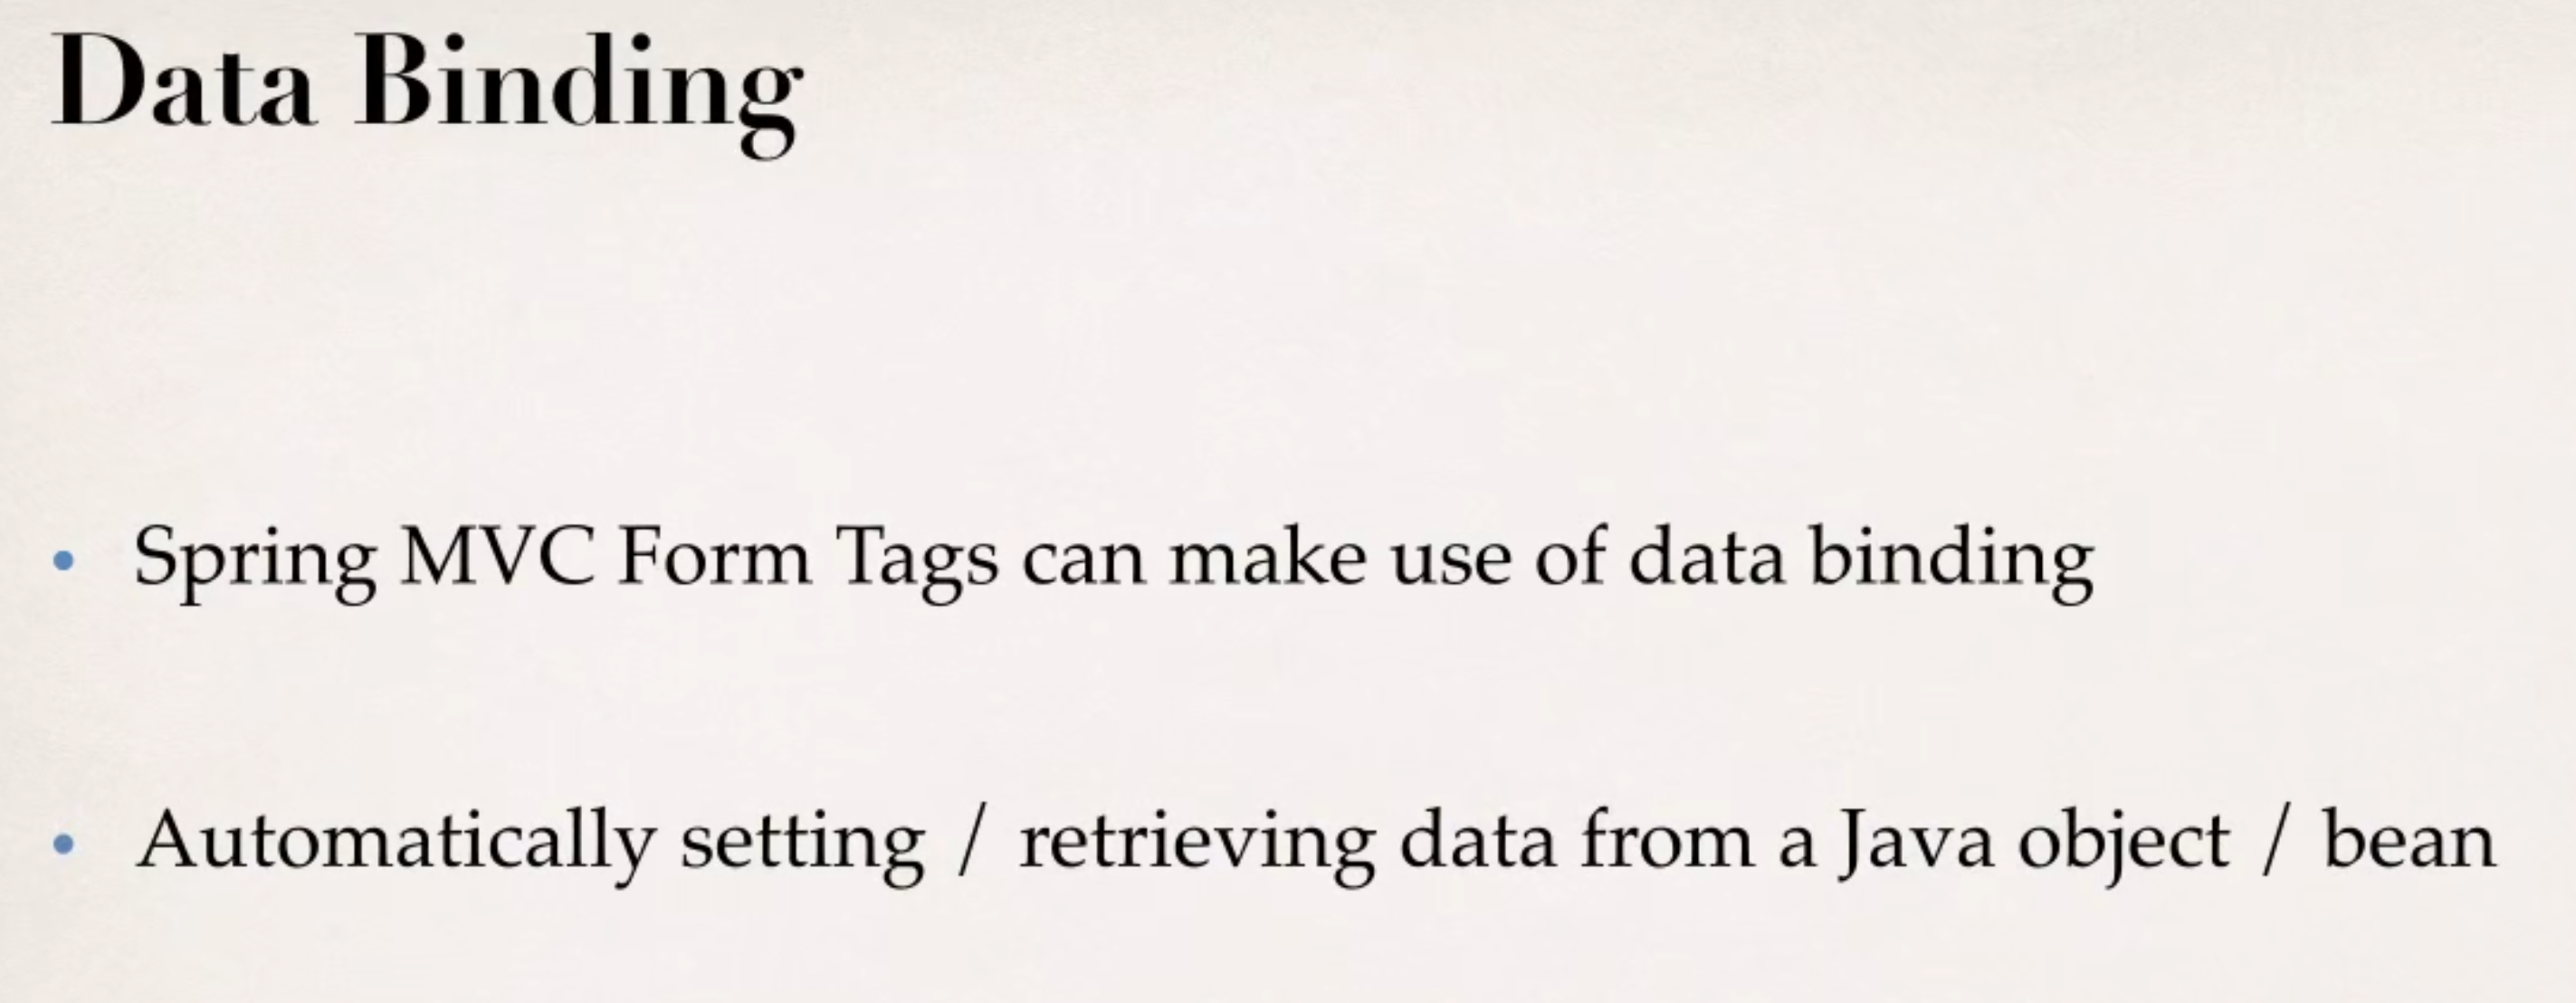 Data Binding
• Spring MVC Form Tags can make use of data binding
• Automatically setting / retrieving data from a Java object / bean